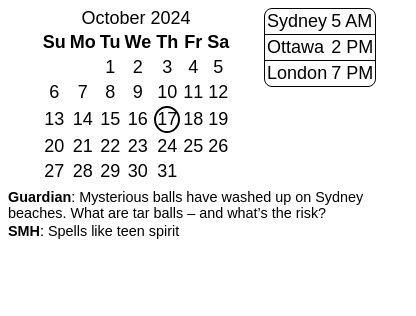 October 2024
Su Mo Tu We Th Fr Sa
1 2 3 4 5
6 7 8 9 10 11 12
13 14 15 16 17 18 19
20 21 22 23 24 25 26
27 28 29 30 31
Sydney 5 AM
Ottawa 2 PM
London 7 PM
Guardian: Mysterious balls have washed up on Sydney
beaches. What are tar balls – and what’s the risk?
SMH: Spells like teen spirit